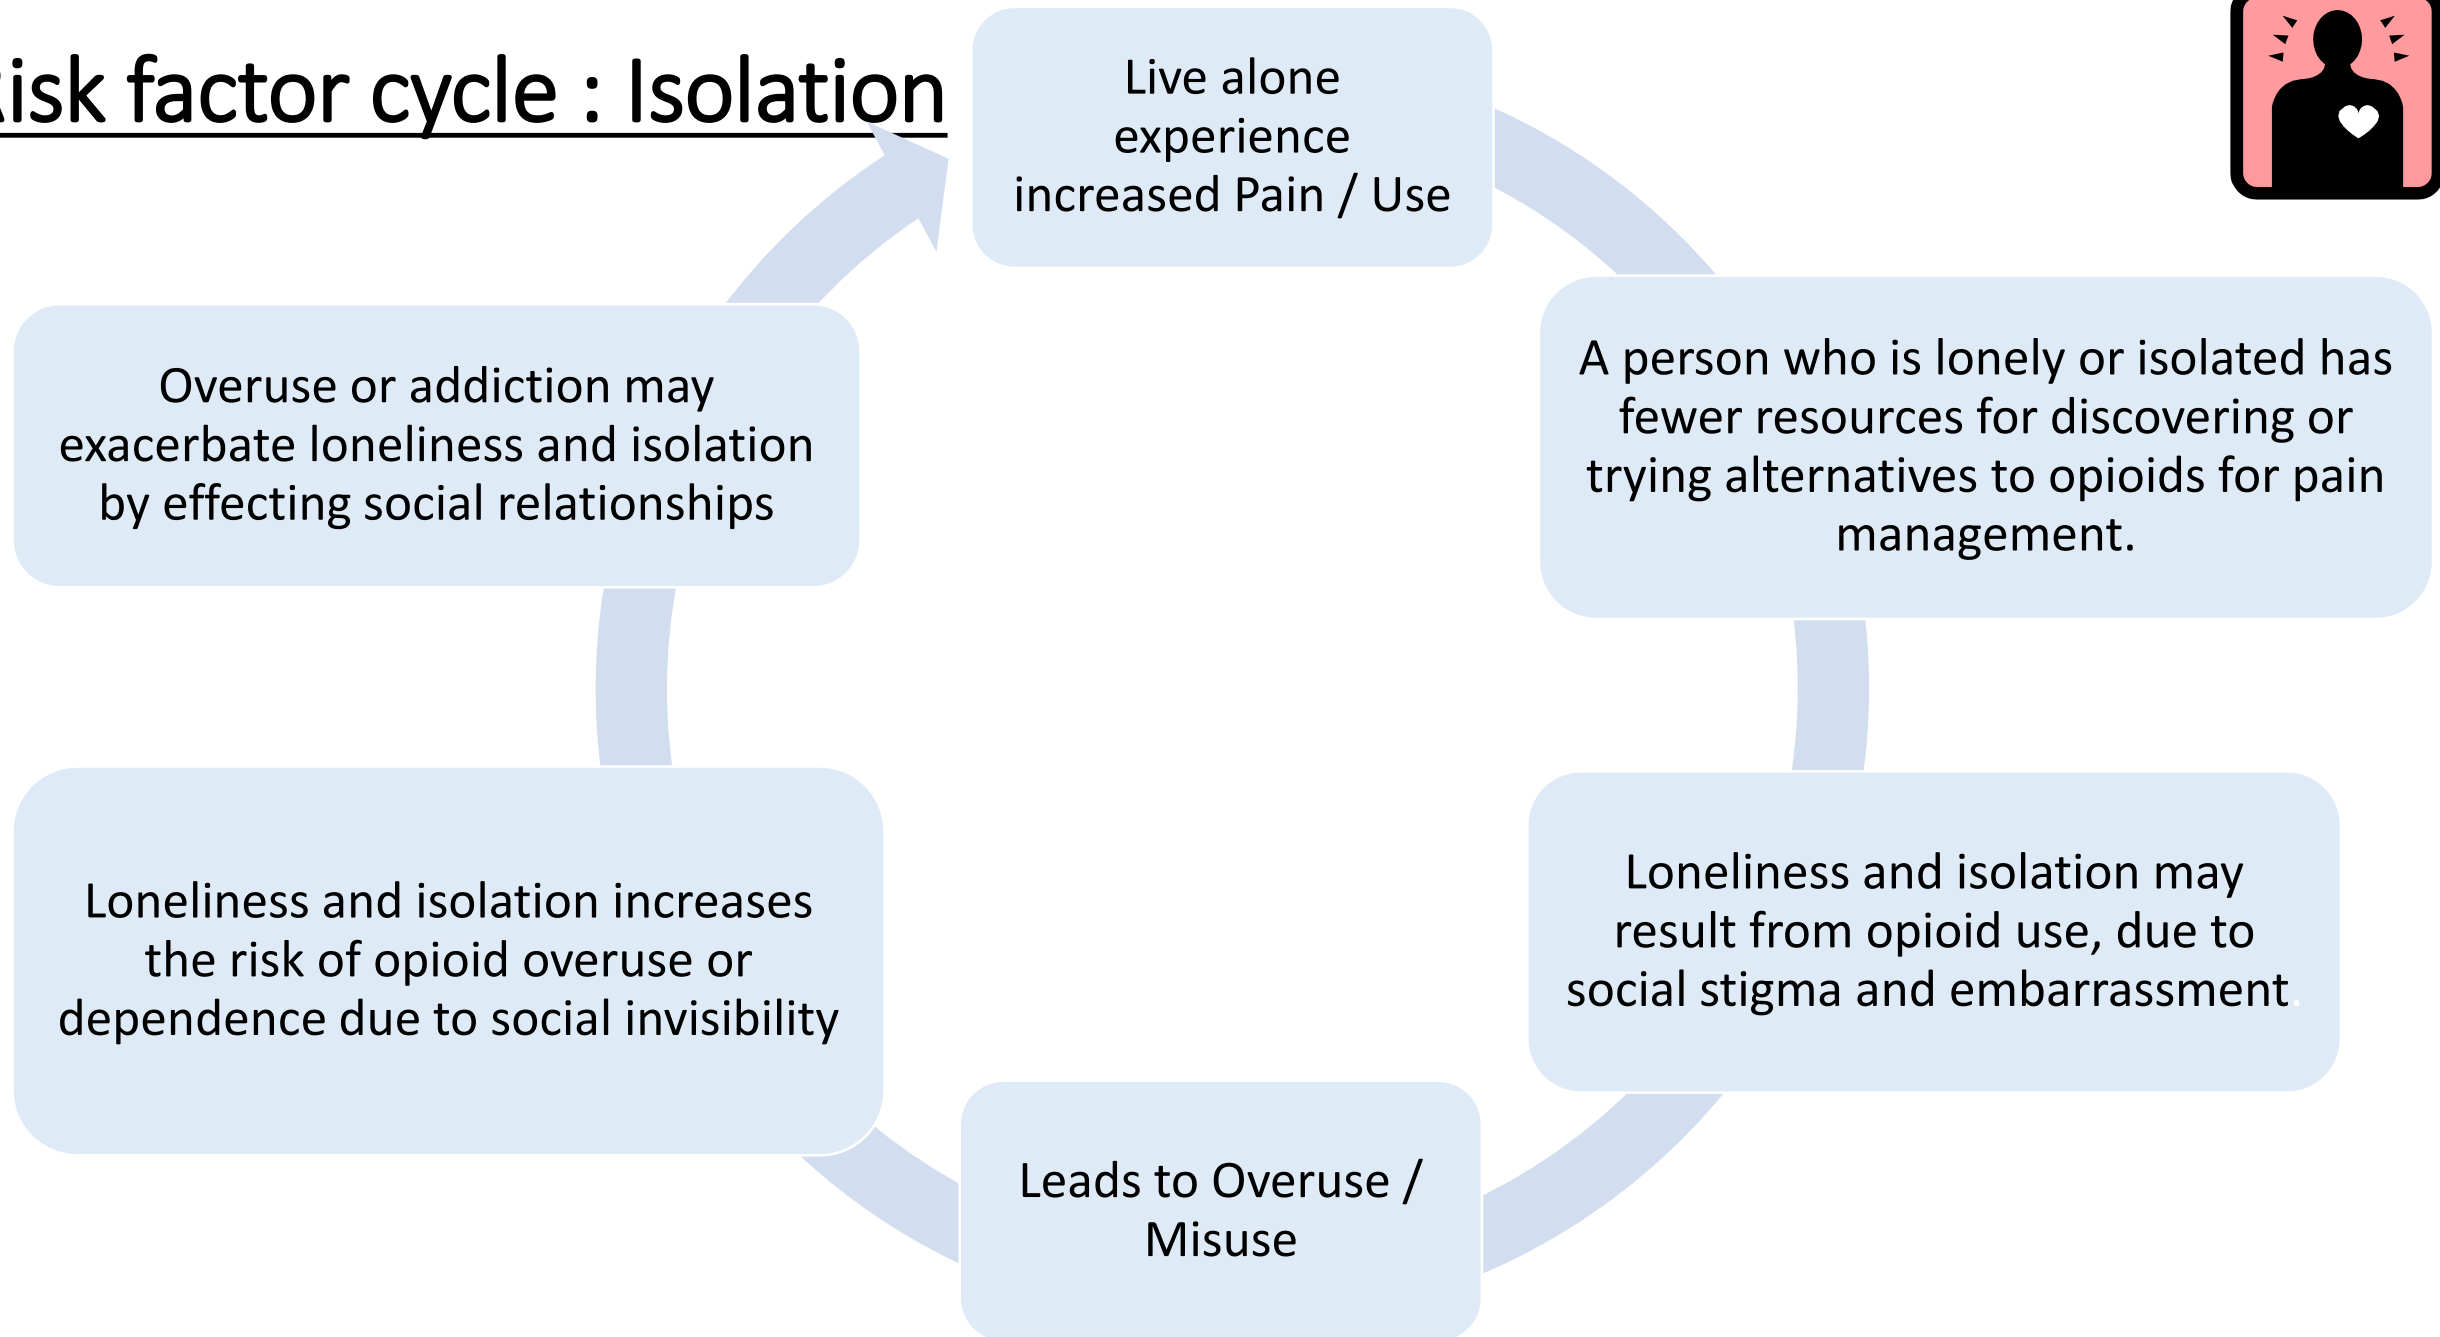 isk factor cycle : Isolation
Live alone
experience
increased Pain / Use
A person who is lonely or isolated has
fewer resources for discovering or
trying alternatives to opioids for pain
management.
Loneliness and isolation may
result from opioid use, due to
social stigma and embarrassment.
Leads to Overuse /
Misuse
Loneliness and isolation increases
the risk of opioid overuse or
dependence due to social invisibility
Overuse or addiction may
exacerbate loneliness and isolation
by effecting social relationships